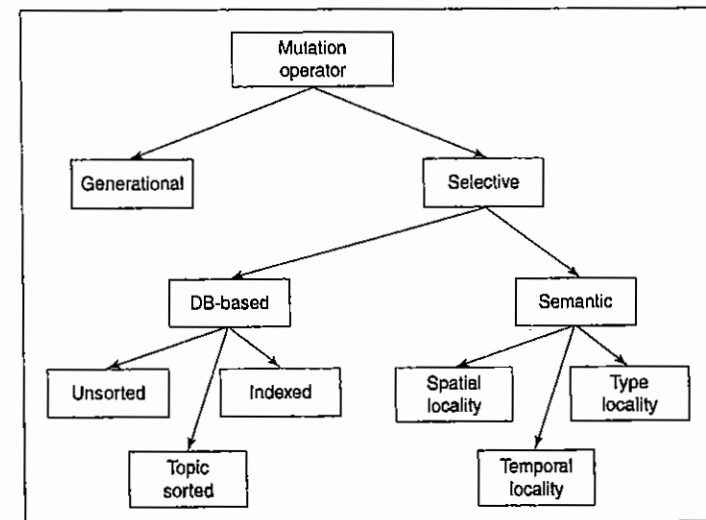 Mutation
operator
Generational
Selective
DB-based
Semantic
Unsorted
Indexed
Spatial
locality
Type
locality
Topic
sorted
Temporal
locality